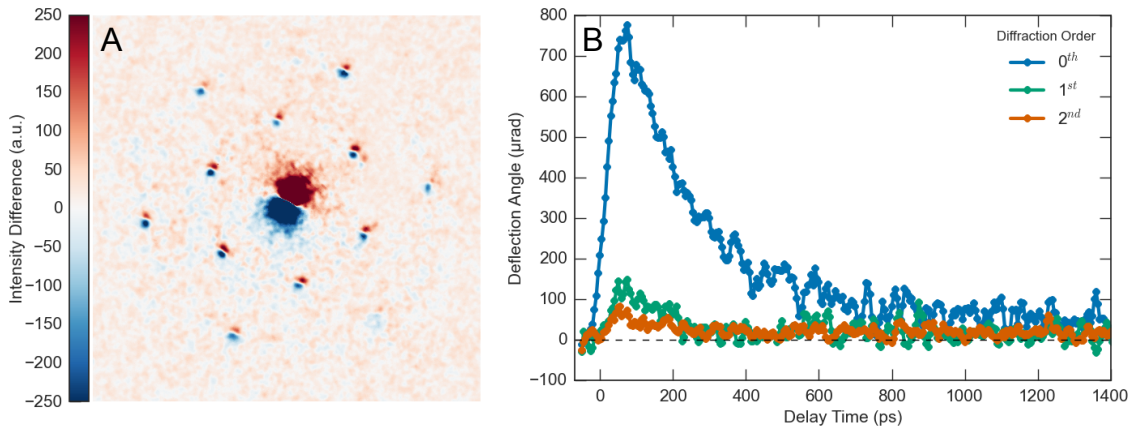 A
Intensity Difference (a.u.)
250
200
150
100
50
0
−50
−100
−150
−200
−250
B
Deflection Angle (μrad)
800
700
600
500
400
300
200
100
0
−100
Diffraction Order
0th
1st
2nd
0 200 400 600 800 1000 1200 1400
Delay Time (ps)